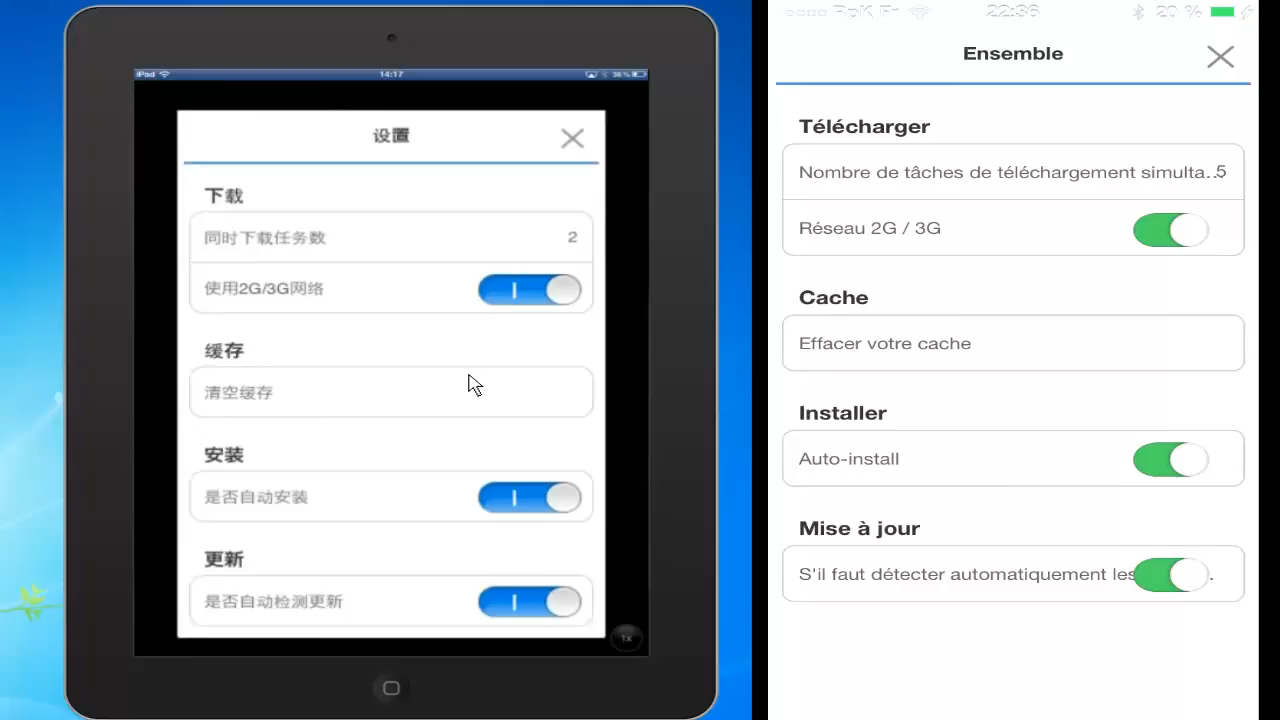 iPad
14:17
36%
设置
下载
同时下载任务数
2
使用2G/3G网络
缓存
清空缓存
安装
是否自动安装
更新
是否自动检测更新
1x
RpK Fr
22:36
20 %
Ensemble
Télécharger
Nombre de tâches de téléchargement simulta...
5
Réseau 2G / 3G
Cache
Effacer votre cache
Installer
Auto-install
Mise à jour
S'il faut détecter automatiquement les